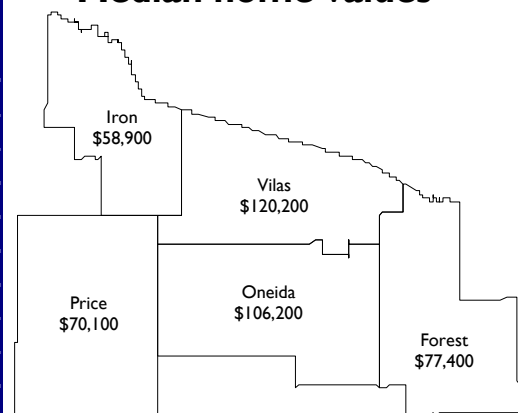 Median home values
Iron
$58,900
Vilas
$120,200
Oneida
$106,200
Price
$70,100
Forest
$77,400